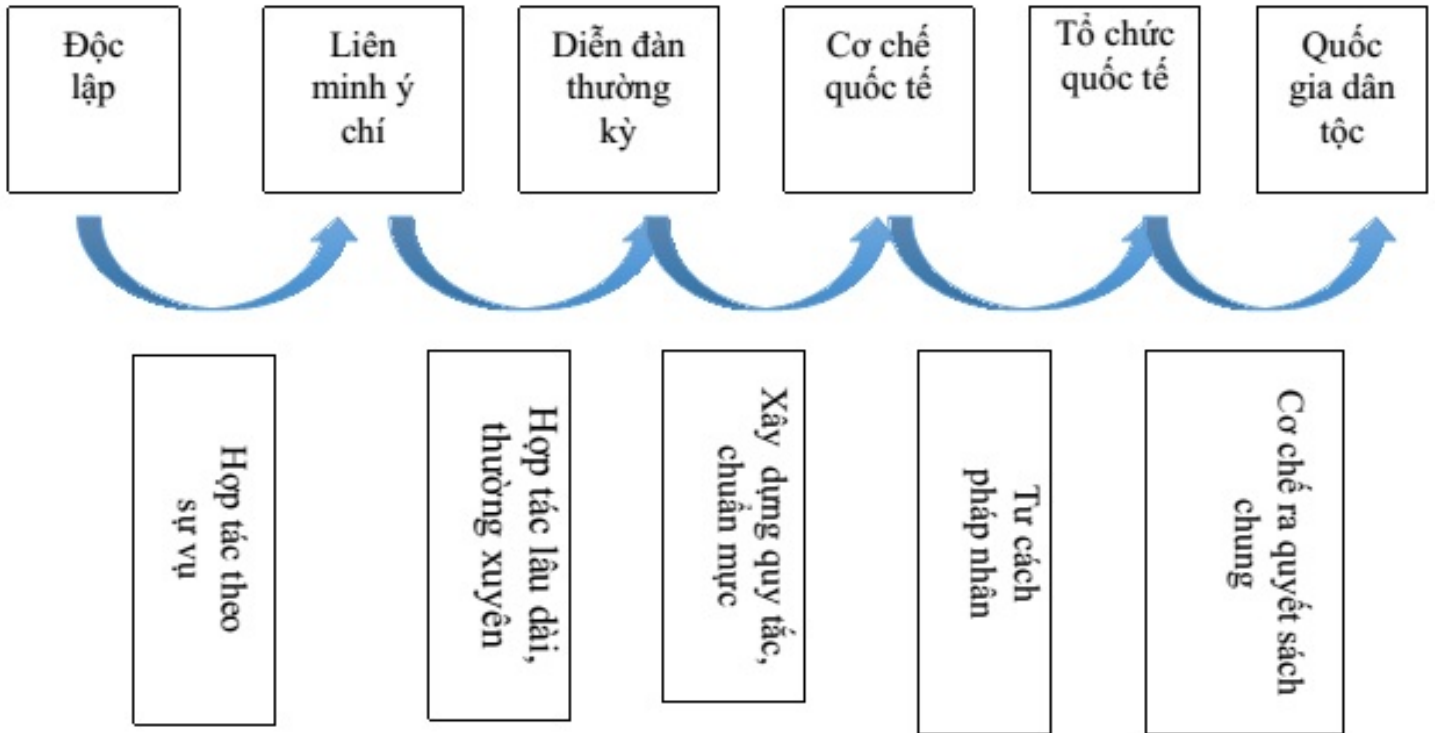 Độc
lập
Liên
minh ý
chí
Diễn đàn
thường
kỳ
Cơ chế
quốc tế
Tổ chức
quốc tế
Quốc
gia dân
tộc
Hợp tác theo
sự vụ
Hợp tác lâu dài,
thường xuyên
Xây dựng quy tắc,
chuẩn mực
Tư cách
pháp nhân
Cơ chế ra quyết sách
chung